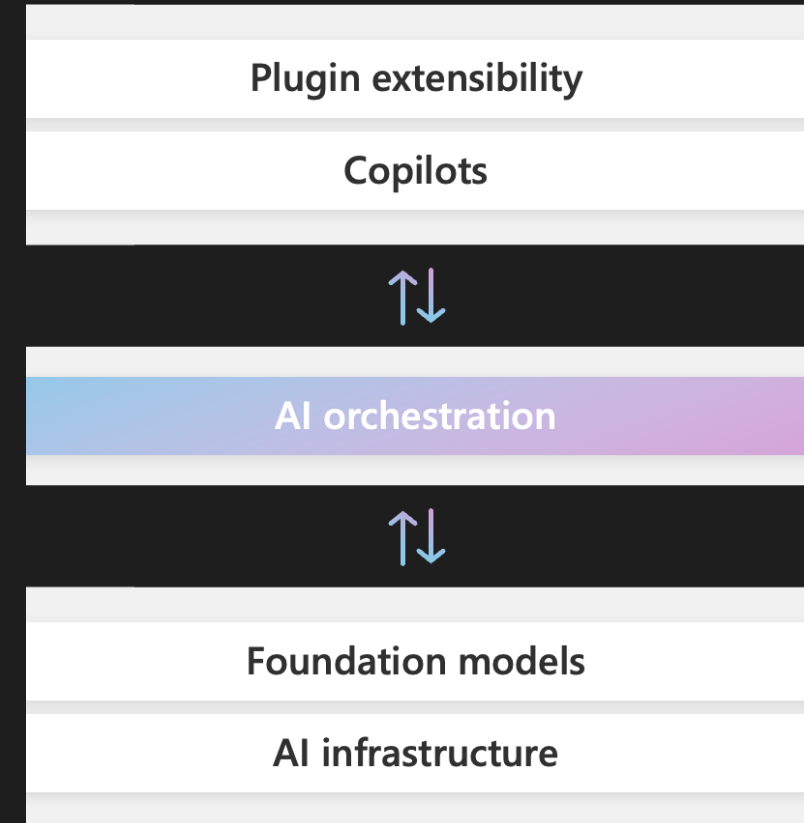 Plugin extensibility
Copilots
AI orchestration
Foundation models
AI infrastructure